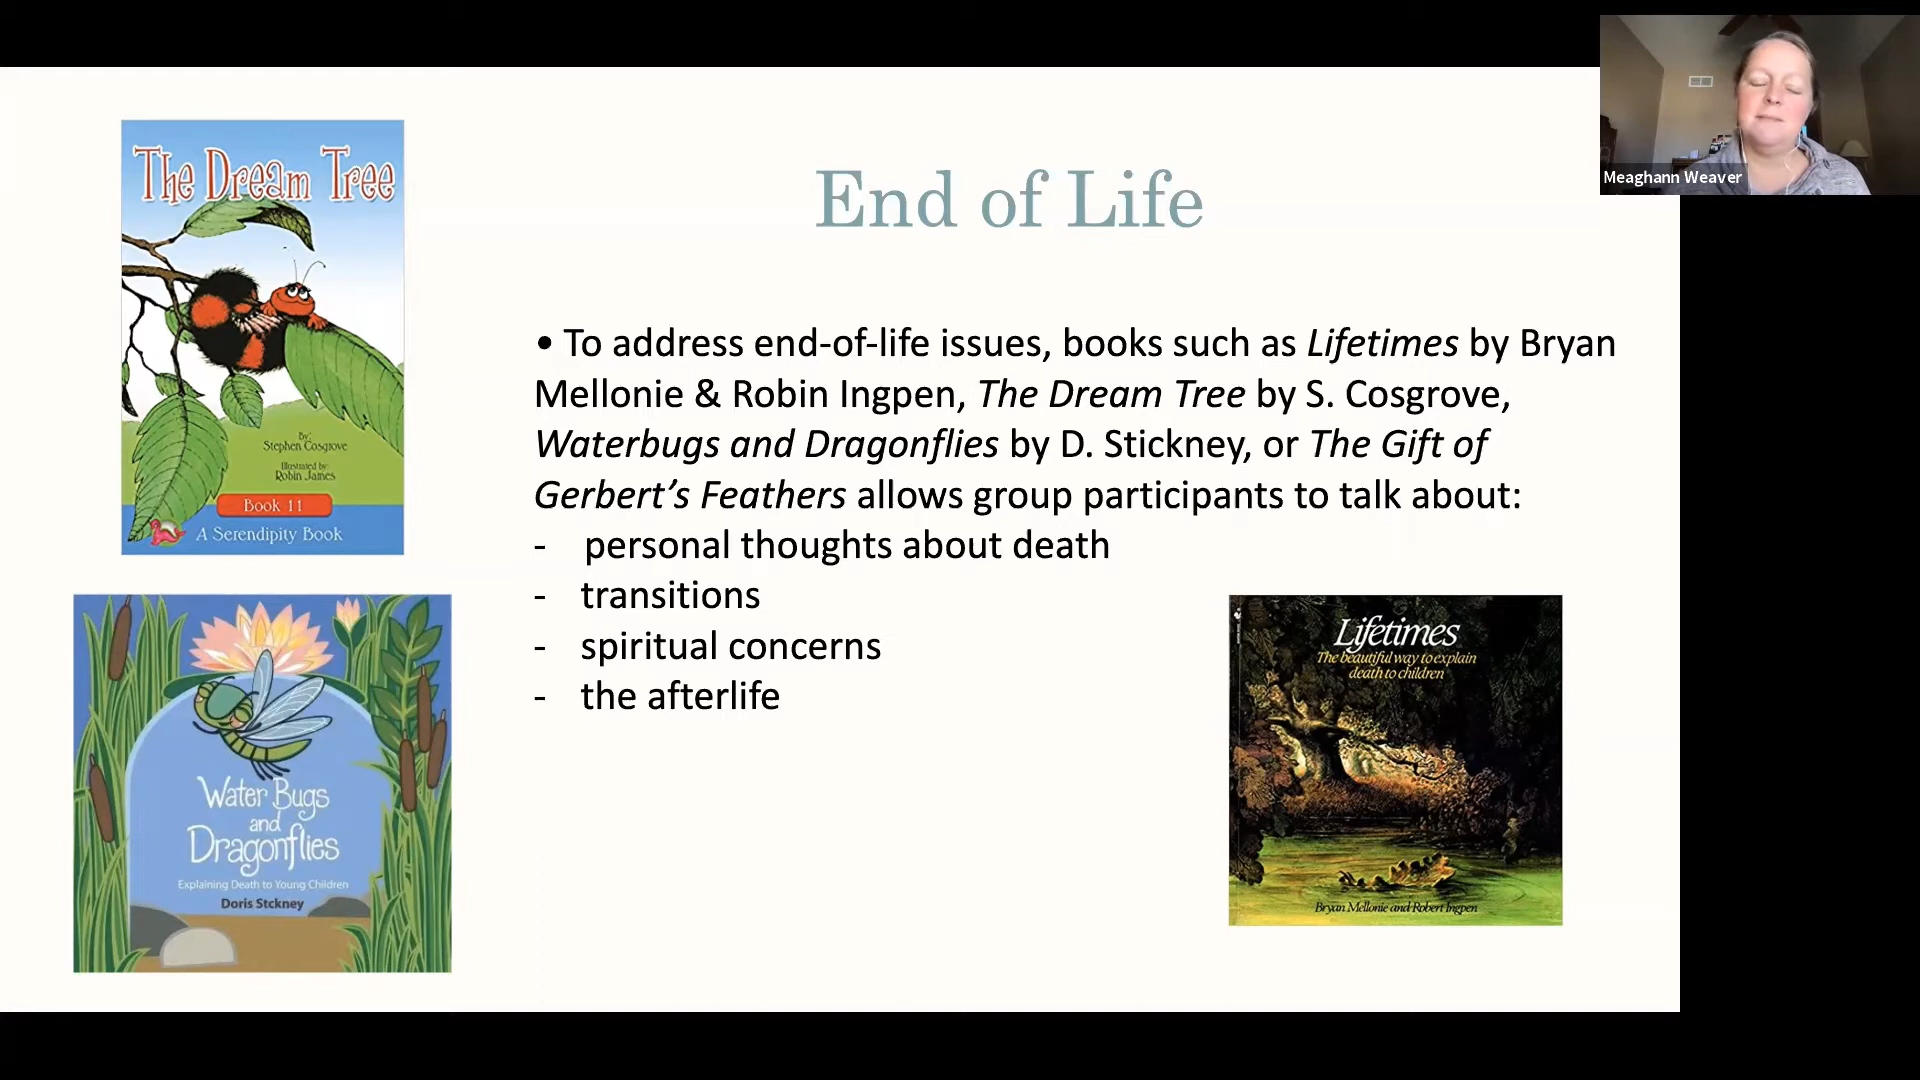 The Dream Tree
By:
Stephen Cosgrove
Illustrated by:
Robin James
Book 11
A Serendipity Book
Water Bugs
and
Dragonflies
Explaining Death to Young Children
Doris Stckney
End of Life
• To address end-of-life issues, books such as Lifetimes by Bryan
Mellonie & Robin Ingpen, The Dream Tree by S. Cosgrove,
Waterbugs and Dragonflies by D. Stickney, or The Gift of
Gerbert’s Feathers allows group participants to talk about:
- personal thoughts about death
- transitions
- spiritual concerns
- the afterlife
Lifetimes
The beautiful way to explain
death to children
Bryan Mellonie and Robert Ingpen
Meaghann Weaver